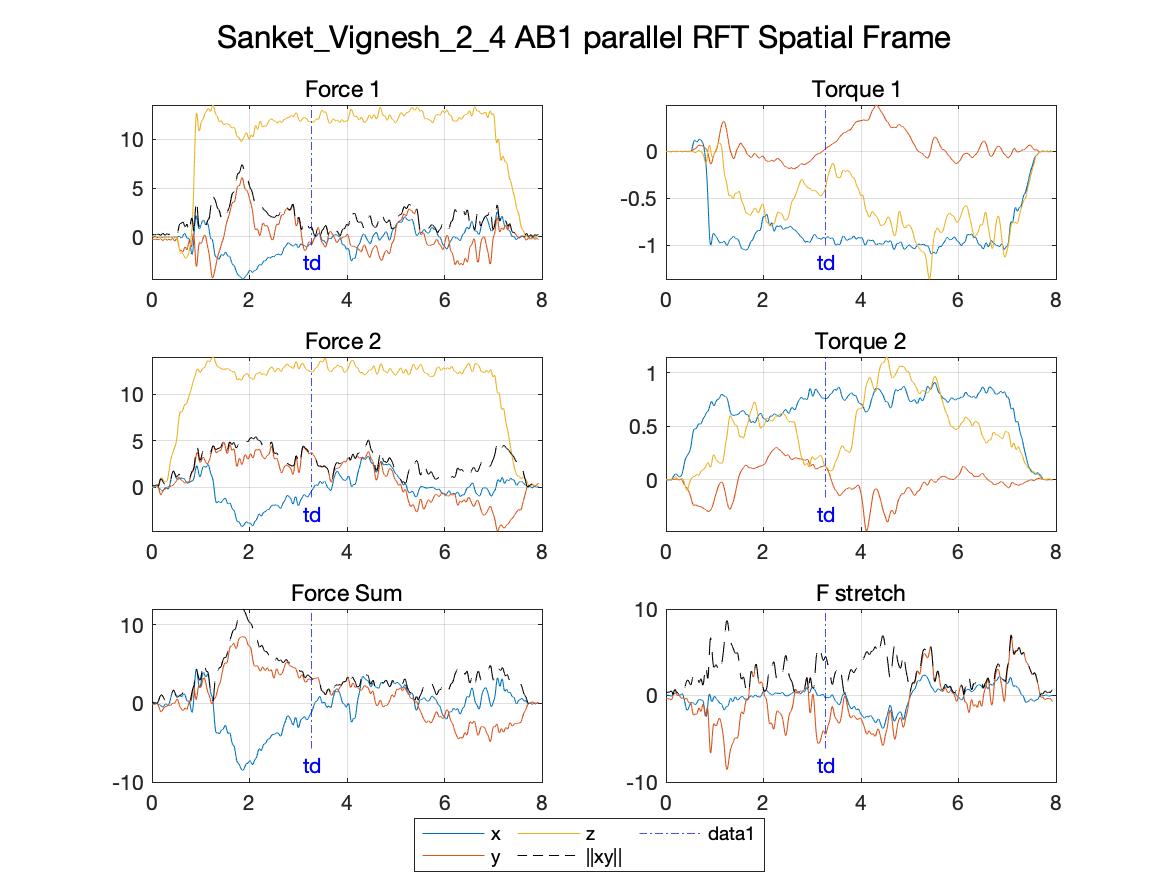 Sanket_Vignesh_2_4 AB1 parallel RFT Spatial Frame
Force 1
10
5
0
td
0 2 4 6 8
Torque 1
0
-0.5
-1
td
0 2 4 6 8
Force 2
10
5
0
td
0 2 4 6 8
Torque 2
1
0.5
0
td
0 2 4 6 8
Force Sum
10
0
-10
td
0 2 4 6 8
F stretch
10
5
0
-5
-10
td
0 2 4 6 8
x z data1
y ||xy||